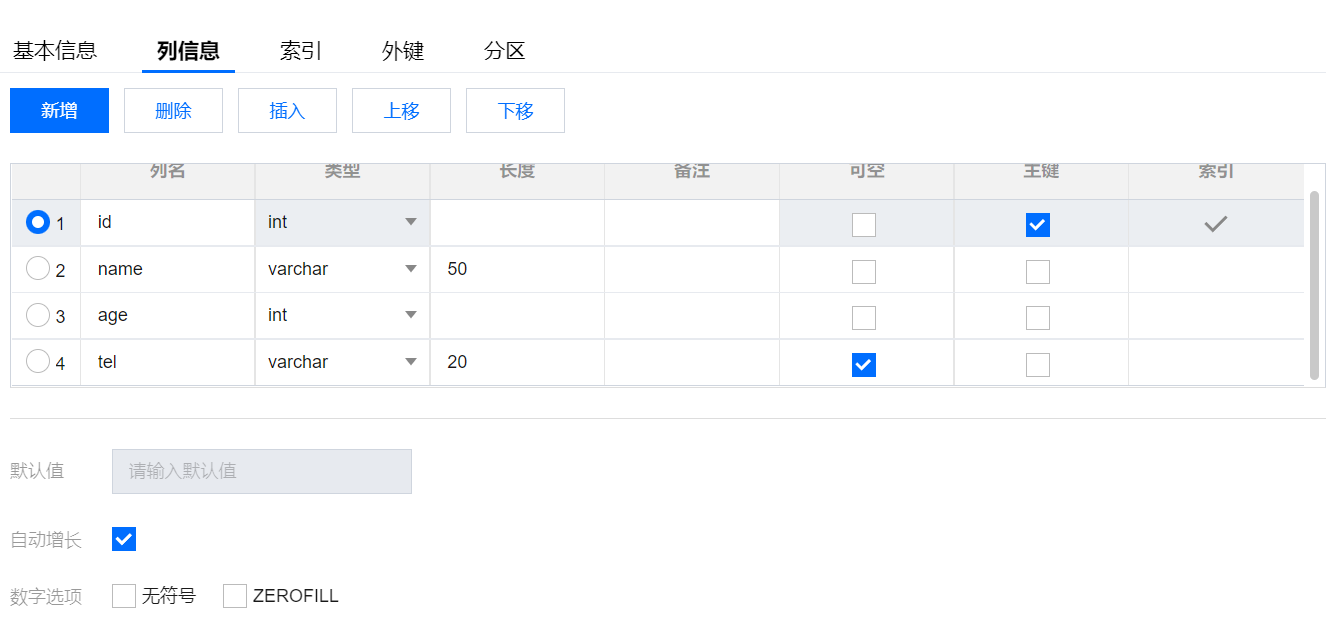 基本信息 列信息 索引 外键 分区
新增 删除 插入 上移 下移
列名 类型 长度 备注 可空 主键 索引
1 id int
2 name varchar 50
3 age int
4 tel varchar 20
默认值 请输入默认值
自动增长
数字选项 无符号 ZEROFILL